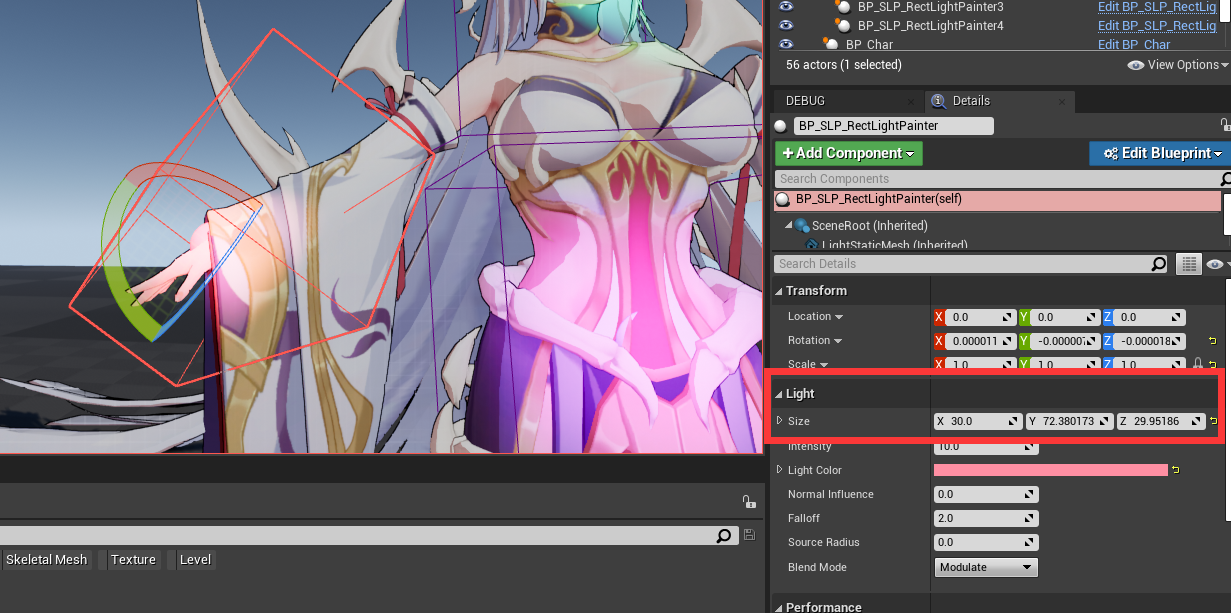 BP_SLP_RectLightPainter3 Edit BP_SLP_RectLig
BP_SLP_RectLightPainter4 Edit BP_SLP_RectLig
BP_Char Edit BP_Char
56 actors (1 selected) View Options
DEBUG Details
BP_SLP_RectLightPainter
+ Add Component Edit Blueprint
Search Components
BP_SLP_RectLightPainter(self)
SceneRoot (Inherited)
LightStaticMesh (Inherited)
Search Details
Transform
Location X 0.0 Y 0.0 Z 0.0
Rotation X 0.000011 Y Z -0.000018
Scale X 1.0 Y 1.0 Z 1.0
Light
Size X 30.0 Y 72.380173 Z 29.95186
Intensity 10.0
Light Color
Normal Influence 0.0
Falloff 2.0
Source Radius 0.0
Blend Mode Modulate
Performance
Skeletal Mesh Texture Level